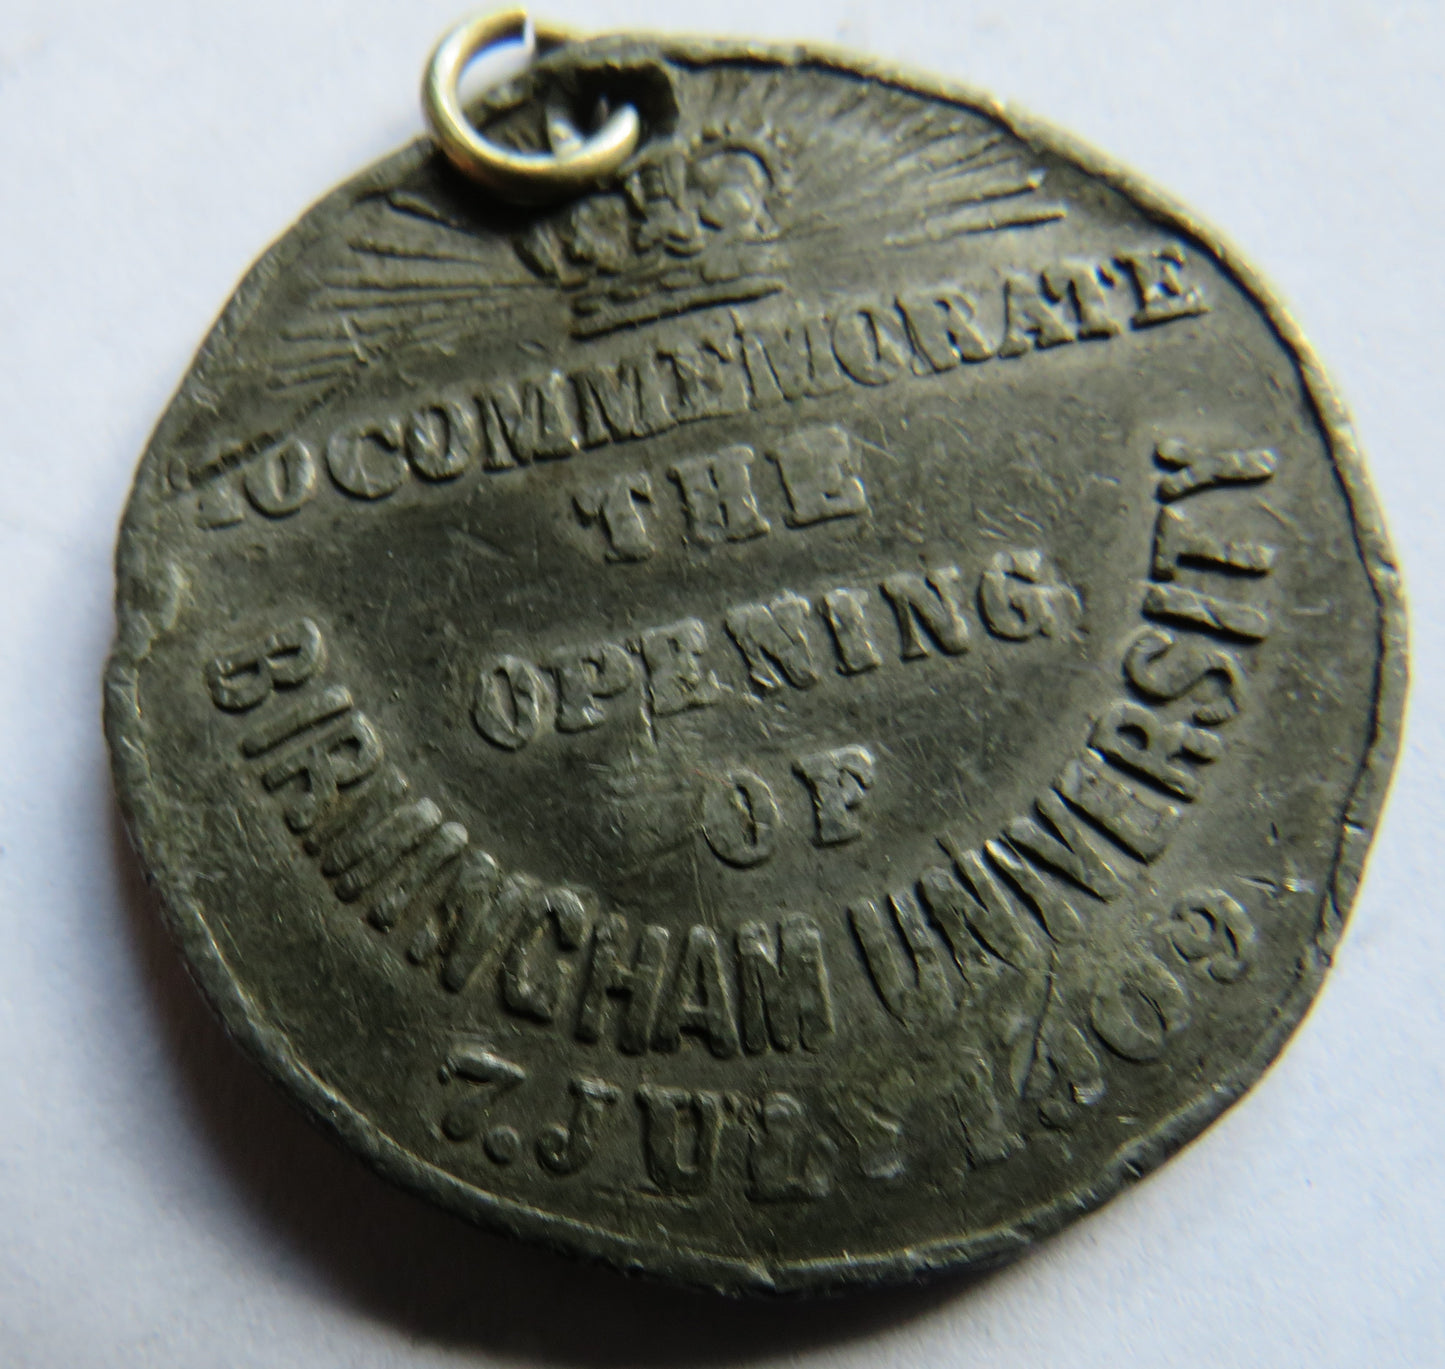 TO COMMEMORATE
THE
OPENING
OF
BIRMINGHAM UNIVERSITY
7. JULY 1909